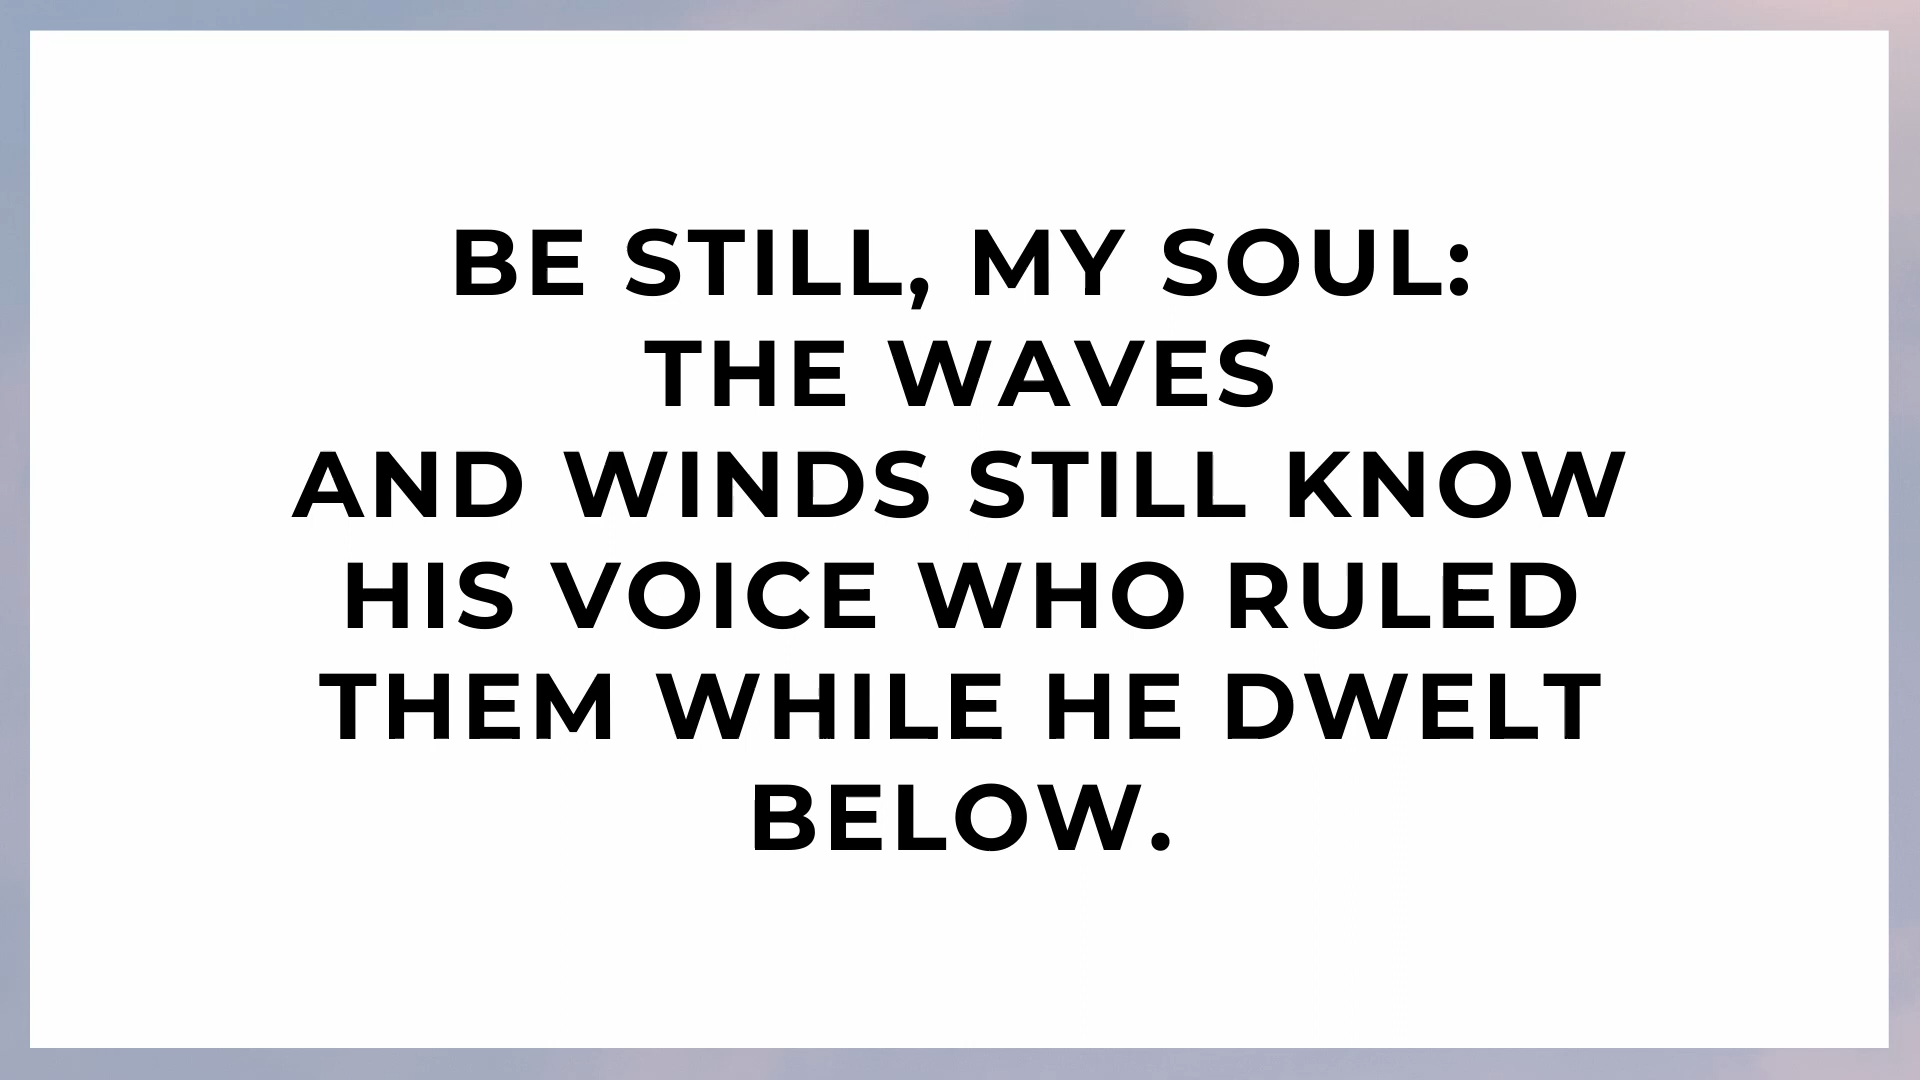 BE STILL, MY SOUL:
THE WAVES
AND WINDS STILL KNOW
HIS VOICE WHO RULED
THEM WHILE HE DWELT
BELOW.